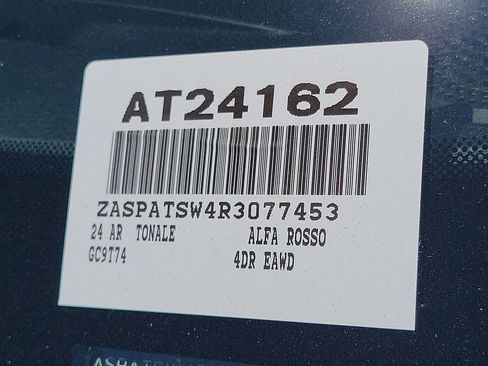 AT24162
ZASPATSW4R3077453
24 AR TONALE ALFA ROSSO
GC9T74 4DR EAWD